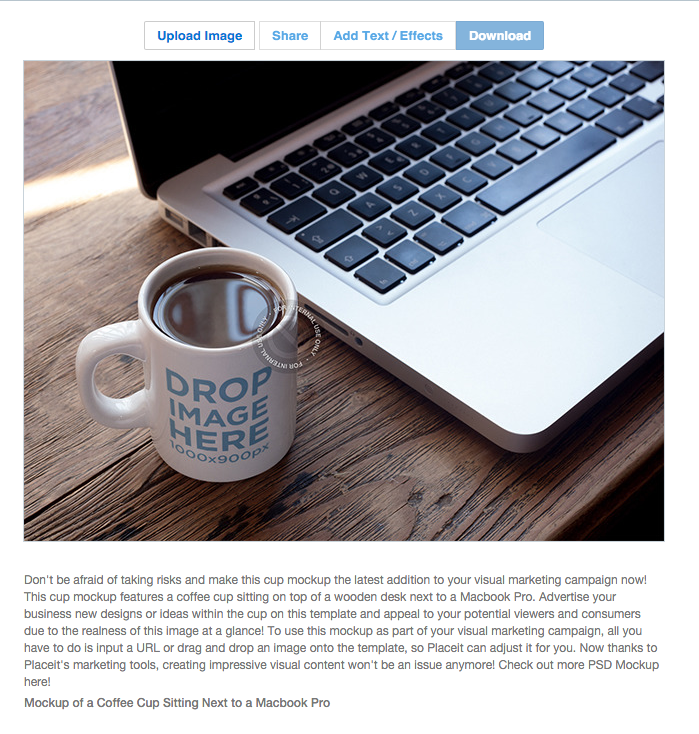 Upload Image
Share
Add Text / Effects
Download
FOR INTERNAL USE ONLY - FOR INTERNAL USE ONLY -
DROP
IMAGE
HERE
1000x900px
Don't be afraid of taking risks and make this cup mockup the latest addition to your visual marketing campaign now!
This cup mockup features a coffee cup sitting on top of a wooden desk next to a Macbook Pro. Advertise your
business new designs or ideas within the cup on this template and appeal to your potential viewers and consumers
due to the realness of this image at a glance! To use this mockup as part of your visual marketing campaign, all you
have to do is input a URL or drag and drop an image onto the template, so Placeit can adjust it for you. Now thanks to
Placeit's marketing tools, creating impressive visual content won't be an issue anymore! Check out more PSD Mockup
here!
Mockup of a Coffee Cup Sitting Next to a Macbook Pro